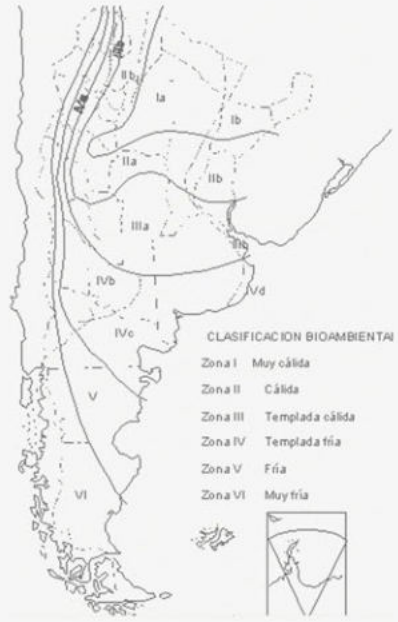 IIb
Ia
Ib
IIa
IIb
IIIa
IIIb
IVb
IVd
IVc
CLASIFICACION BIOAMBIENTAl
Zona I Muy cálida
Zona II Cálida
V
Zona III Templada cálida
Zona IV Templada fría
Zona V Fría
VI
Zona VI Muy fría